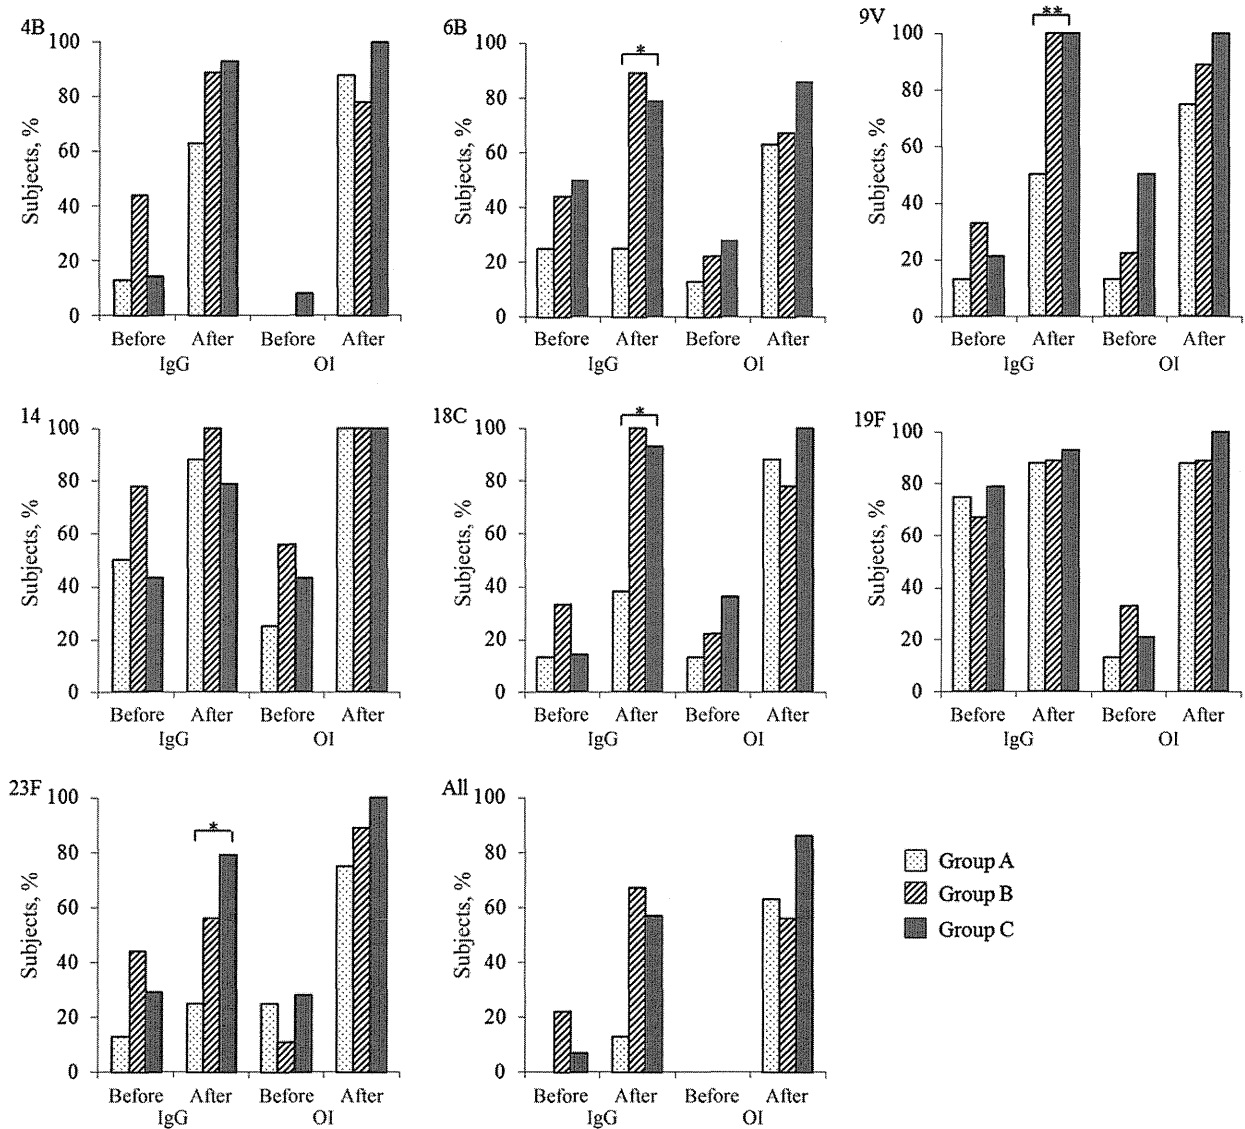 4B
100
80
60
40
20
0
Subjects, %
Before After Before After
IgG OI
6B
*
100
80
60
40
20
0
Subjects, %
Before After Before After
IgG OI
9V
**
100
80
60
40
20
0
Subjects, %
Before After Before After
IgG OI
14
100
80
60
40
20
0
Subjects, %
Before After Before After
IgG OI
18C
*
100
80
60
40
20
0
Subjects, %
Before After Before After
IgG OI
19F
100
80
60
40
20
0
Subjects, %
Before After Before After
IgG OI
23F
*
100
80
60
40
20
0
Subjects, %
Before After Before After
IgG OI
All
100
80
60
40
20
0
Subjects, %
Before After Before After
IgG OI
Group A
Group B
Group C